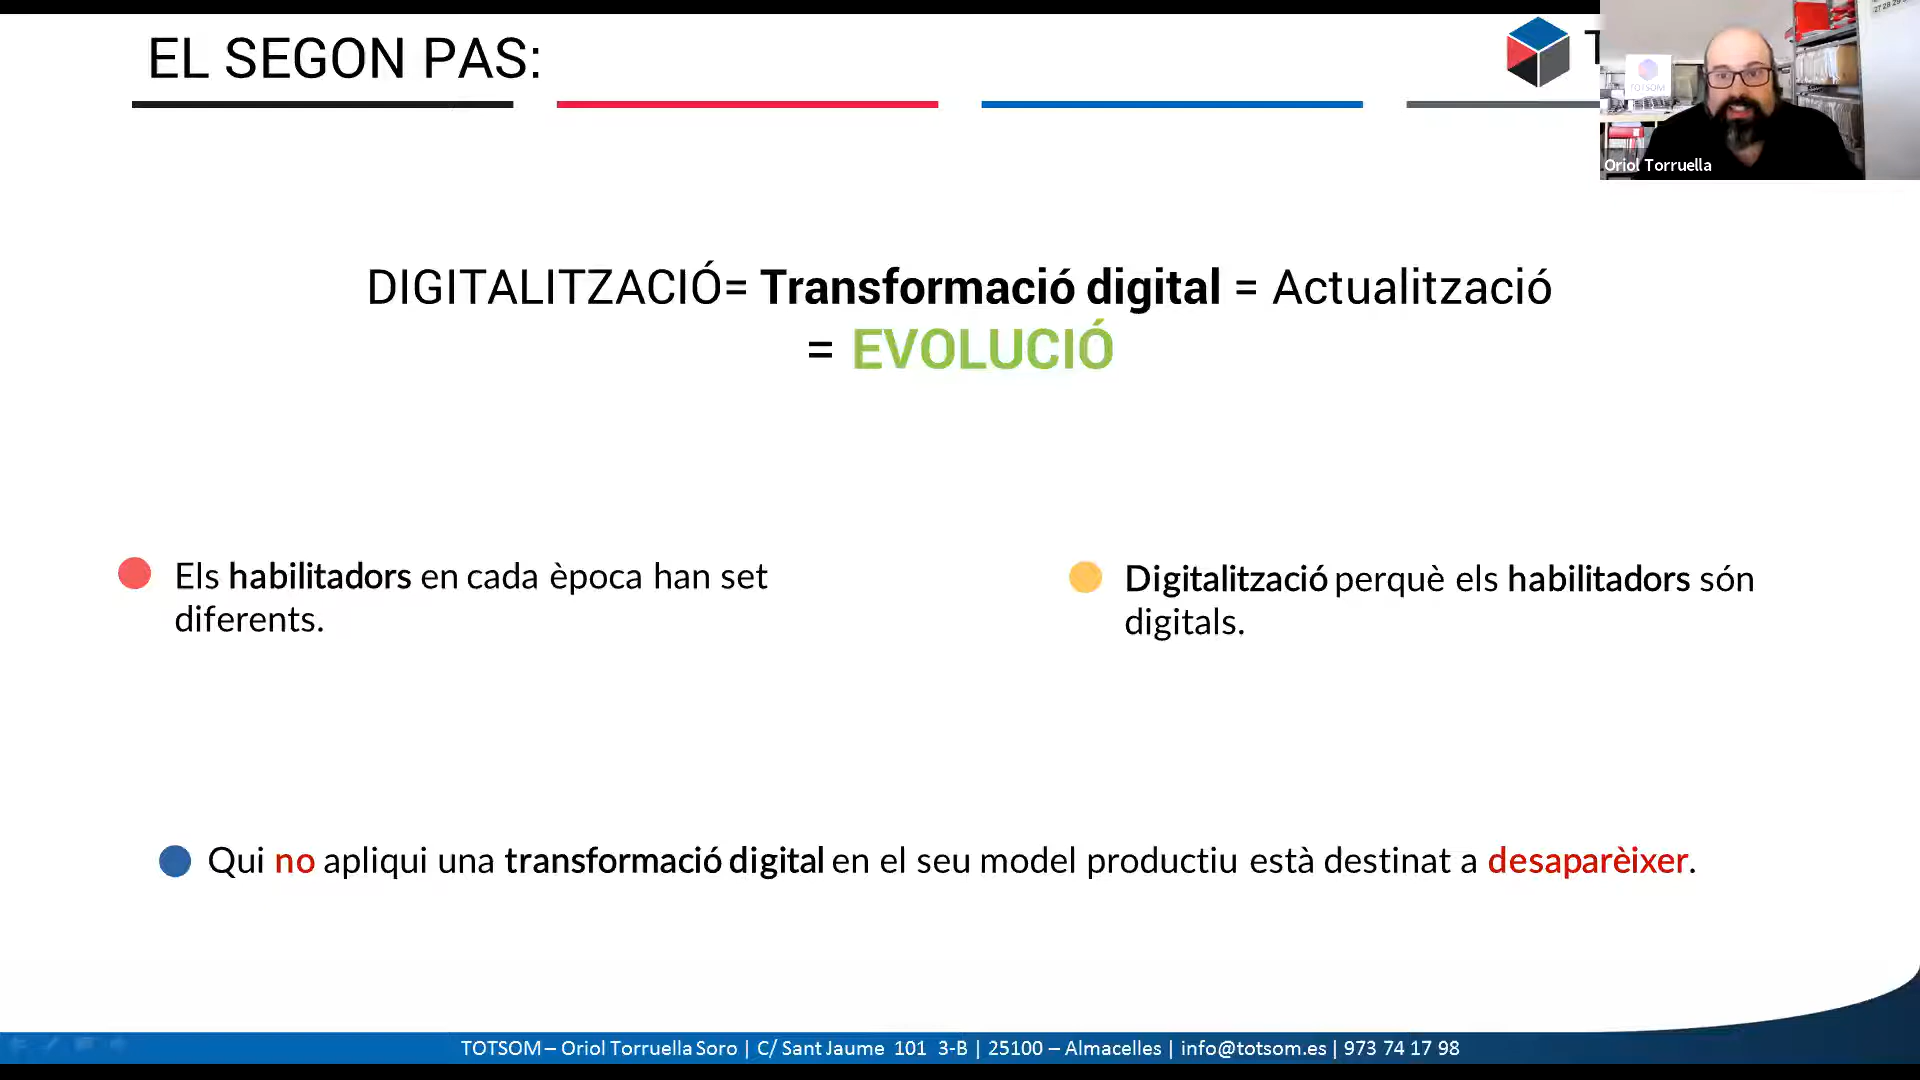 EL SEGON PAS:
TOTSOM
Oriol Torruella
DIGITALITZACIÓ= Transformació digital = Actualització
= EVOLUCIÓ
Els habilitadors en cada època han set
diferents.
Digitalització perquè els habilitadors són
digitals.
Qui no apliqui una transformació digital en el seu model productiu està destinat a desaparèixer.
TOTSOM – Oriol Torruella Soro | C/ Sant Jaume 101 3-B | 25100 – Almacelles | info@totsom.es | 973 74 17 98